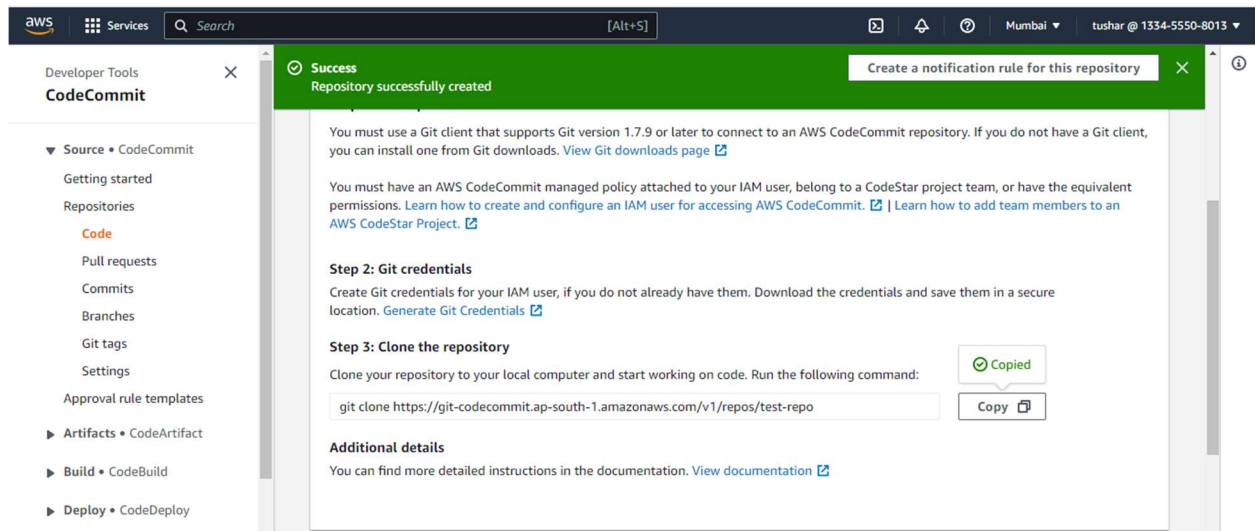 aws Services Search [Alt+S] Mumbai ▼ tushar @ 1334-5550-8013 ▼
Developer Tools
CodeCommit
▼ Source • CodeCommit
Getting started
Repositories
Code
Pull requests
Commits
Branches
Git tags
Settings
Approval rule templates
▶ Artifacts • CodeArtifact
▶ Build • CodeBuild
▶ Deploy • CodeDeploy
Success
Repository successfully created
Create a notification rule for this repository
You must use a Git client that supports Git version 1.7.9 or later to connect to an AWS CodeCommit repository. If you do not have a Git client,
you can install one from Git downloads. View Git downloads page
You must have an AWS CodeCommit managed policy attached to your IAM user, belong to a CodeStar project team, or have the equivalent
permissions. Learn how to create and configure an IAM user for accessing AWS CodeCommit. | Learn how to add team members to an
AWS CodeStar Project.
Step 2: Git credentials
Create Git credentials for your IAM user, if you do not already have them. Download the credentials and save them in a secure
location. Generate Git Credentials
Step 3: Clone the repository
Copied
Clone your repository to your local computer and start working on code. Run the following command:
git clone https://git-codecommit.ap-south-1.amazonaws.com/v1/repos/test-repo
Copy
Additional details
You can find more detailed instructions in the documentation. View documentation